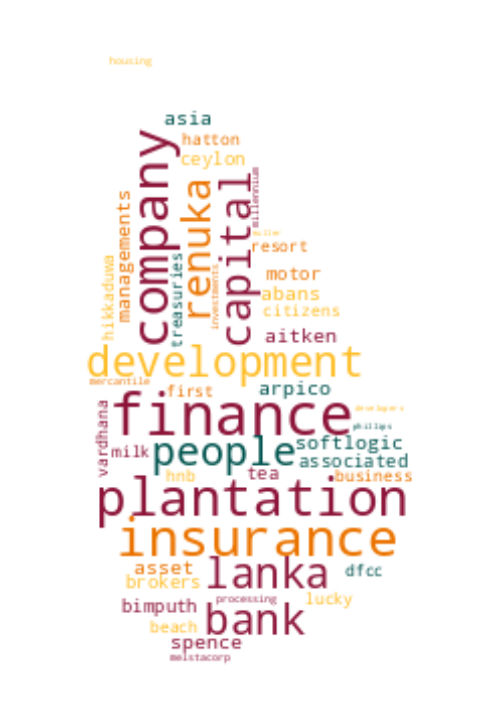 housing
asia
hatton
ceylon
company
renuka
capital
millennium
managements
hikkaduwa
treasuries
investments
resort
motor
abans
citizens
aitken
development
mercantile
first
arpico
developers
finance
phillips
vardhana
milk
people
softlogic
associated
hnb
tea
business
plantation
insurance
asset
brokers
lanka
dfcc
bimputh
processing
lucky
beach
bank
spence
melstacorp